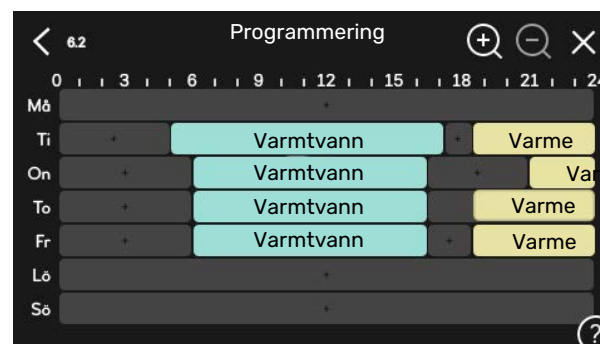 6.2 Programmering
0 3 6 9 12 15 18 21 24
Må
Ti Varmtvann Varme
On Varmtvann Var
To Varmtvann Varme
Fr Varmtvann Varme
Lö
Sö
?